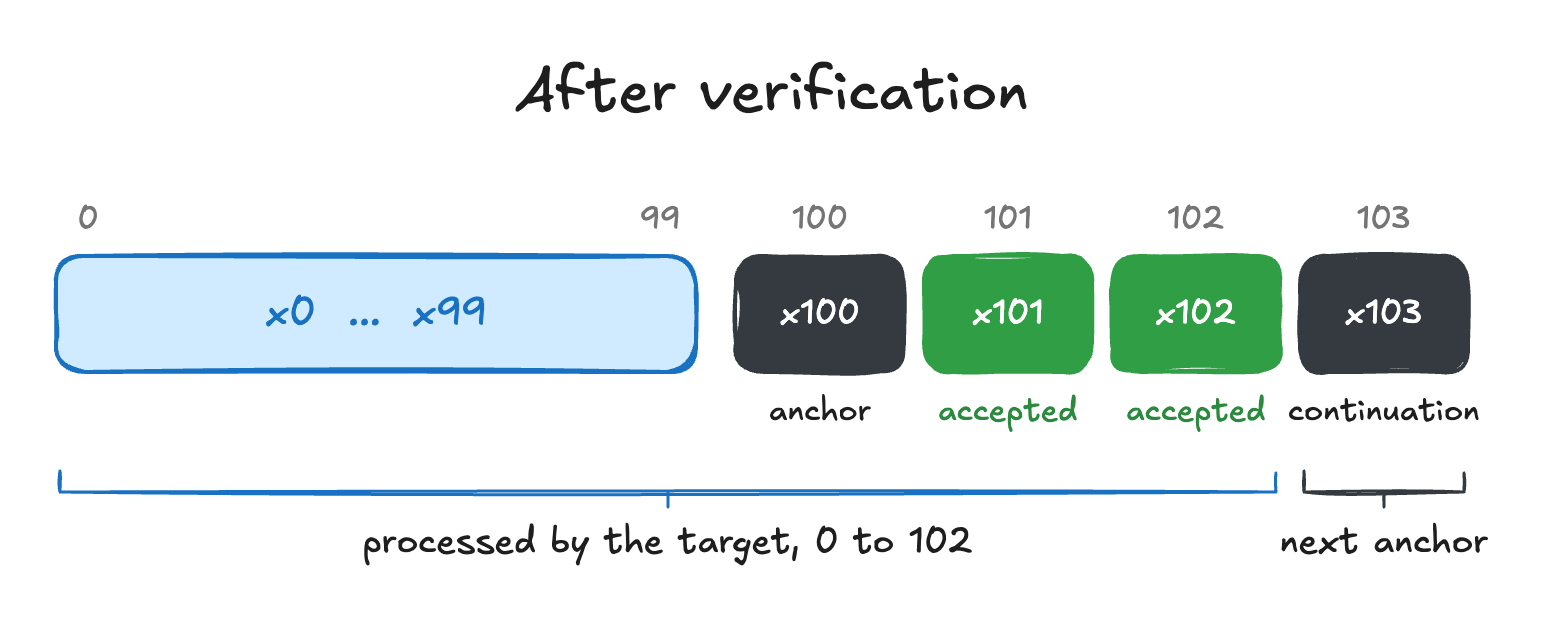 After verification
0 99 100 101 102 103
x0 ... x99 x100 x101 x102 x103
anchor accepted accepted continuation
processed by the target, 0 to 102 next anchor